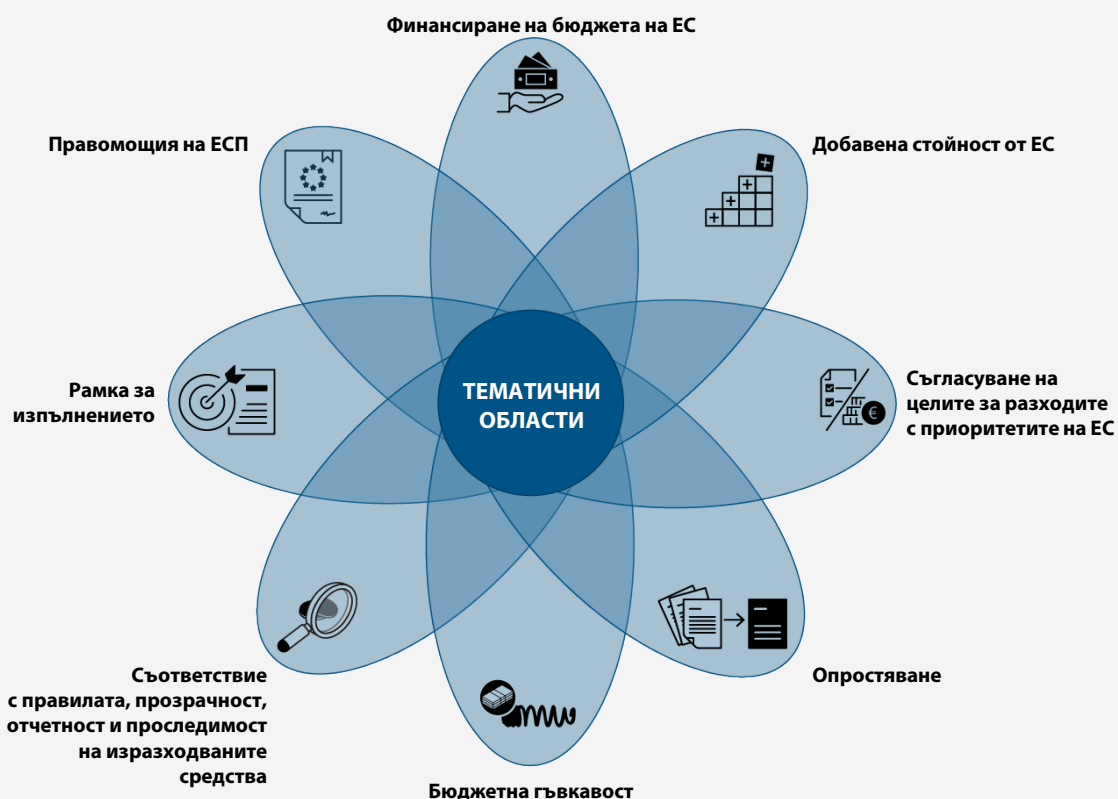 Финансиране на бюджета на ЕС
Правомощия на ЕСП
Добавена стойност от ЕС
Рамка за
изпълнението
ТЕМАТИЧНИ
ОБЛАСТИ
Съгласуване на
целите за разходите
с приоритетите на ЕС
Съответствие
с правилата, прозрачност,
отчетност и проследимост
на изразходваните
средства
Опростяване
Бюджетна гъвкавост